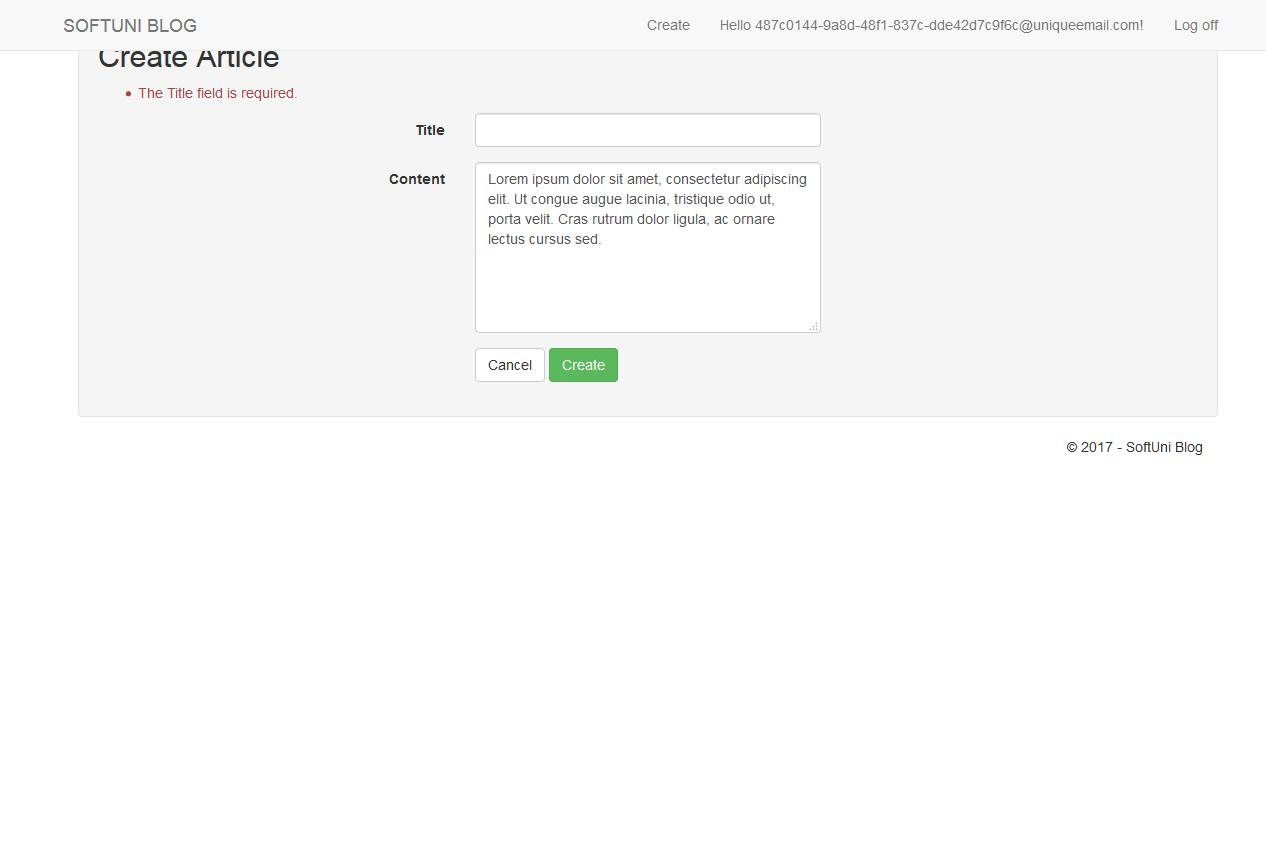 SOFTUNI BLOG Create Hello 487c0144-9a8d-48f1-837c-dde42d7c9f6c@uniqueemail.com! Log off
Create Article
The Title field is required.
Title
Content
Lorem ipsum dolor sit amet, consectetur adipiscing
elit. Ut congue augue lacinia, tristique odio ut,
porta velit. Cras rutrum dolor ligula, ac ornare
lectus cursus sed.
Cancel Create
© 2017 - SoftUni Blog